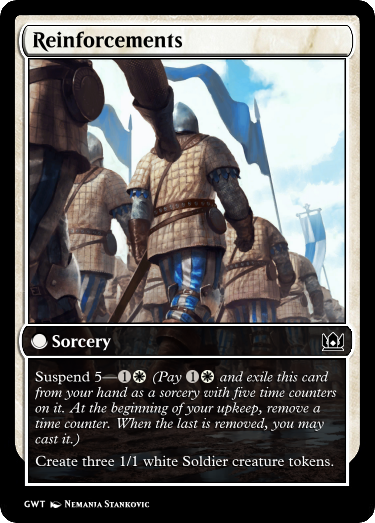 Reinforcements
Sorcery
Suspend 5—1W (Pay 1W and exile this card
from your hand as a sorcery with five time counters
on it. At the beginning of your upkeep, remove a
time counter. When the last is removed, you may
cast it.)
Create three 1/1 white Soldier creature tokens.
GWT Nemania Stankovic